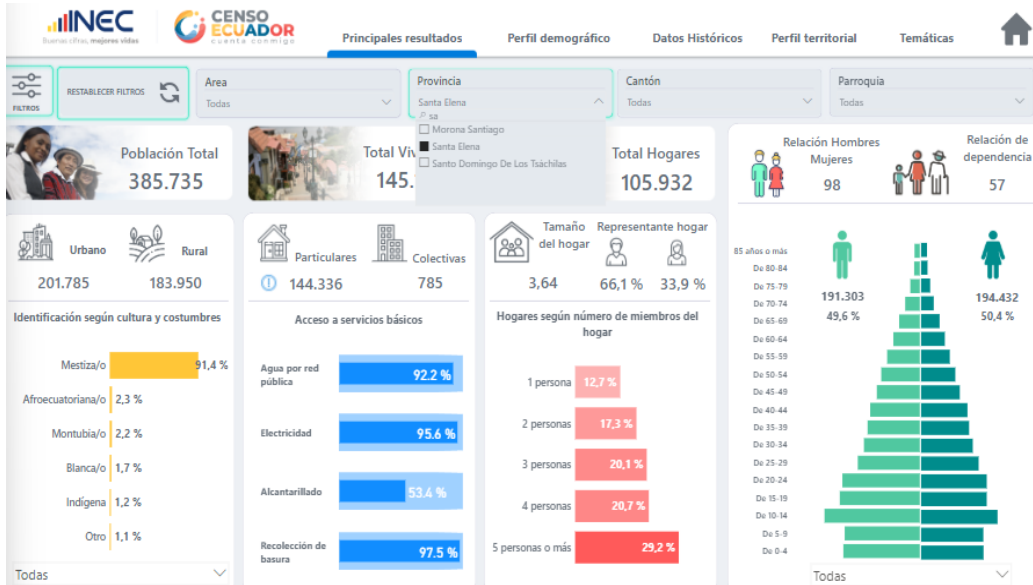 INEC
Buenas cifras, mejores vidas
CENSO
ECUADOR
cuenta conmigo
Principales resultados
Perfil demográfico
Datos Históricos
Perfil territorial
Temáticas
FILTROS
RESTABLECER FILTROS
Area
Todas
Provincia
Santa Elena
sa
Morona Santiago
Santa Elena
Santo Domingo De Los Tsáchilas
Cantón
Todas
Parroquia
Todas
Población Total
385.735
Total Viv
145.
Total Hogares
105.932
Relación Hombres
Mujeres
98
Relación de
dependencia
57
Urbano
201.785
Rural
183.950
Particulares
144.336
Colectivas
785
Tamaño
del hogar
3,64
Representante hogar
66,1 %
33,9 %
Identificación según cultura y costumbres
Mestiza/o 91,4 %
Afroecuatoriana/o 2,3 %
Montubia/o 2,2 %
Blanca/o 1,7 %
Indígena 1,2 %
Otro 1,1 %
Todas
Acceso a servicios básicos
Agua por red
pública
92.2 %
Electricidad 95.6 %
Alcantarillado 53.4 %
Recolección de
basura
97.5 %
Hogares según número de miembros del
hogar
1 persona 12,7 %
2 personas 17,3 %
3 personas 20,1 %
4 personas 20,7 %
5 personas o más 29,2 %
191.303
49,6 %
194.432
50,4 %
85 años o más
De 80-84
De 75-79
De 70-74
De 65-69
De 60-64
De 55-59
De 50-54
De 45-49
De 40-44
De 35-39
De 30-34
De 25-29
De 20-24
De 15-19
De 10-14
De 5-9
De 0-4
Todas